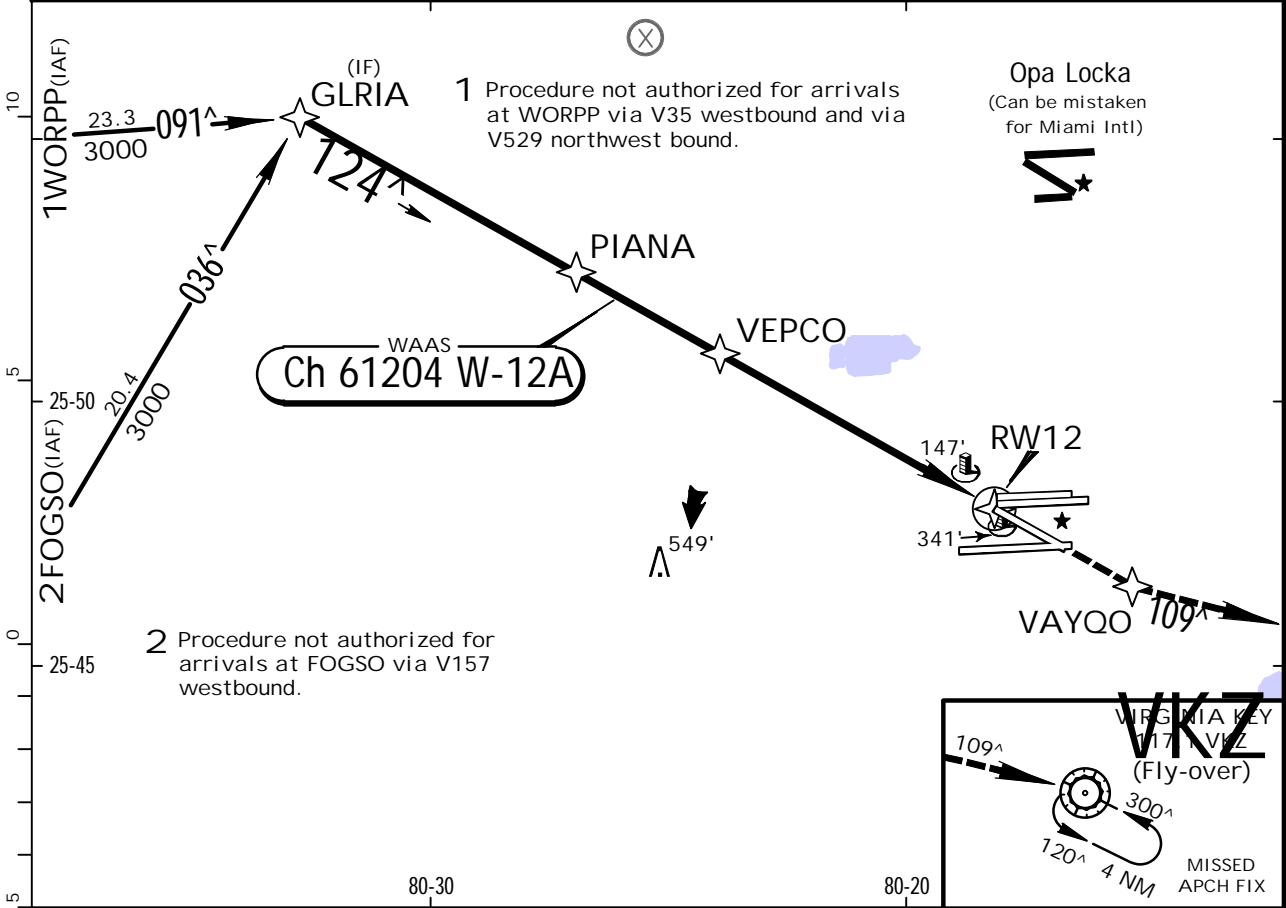 X
10
1WORPP(IAF)
23.3
091^
3000
(IF)
GLRIA
124^
1 Procedure not authorized for arrivals
at WORPP via V35 westbound and via
V529 northwest bound.
Opa Locka
(Can be mistaken
for Miami Intl)
PIANA
036^
WAAS
Ch 61204 W-12A
VEPCO
5
25-50
20.4
3000
2FOGSO(IAF)
147'
RW12
341'
549'
VAYQO
109^
0
25-45
2 Procedure not authorized for
arrivals at FOGSO via V157
westbound.
VKZ
VIRGINIA KEY
117.1 VKZ
(Fly-over)
109^
300^
120^
4 NM
MISSED
APCH FIX
5
80-30
80-20